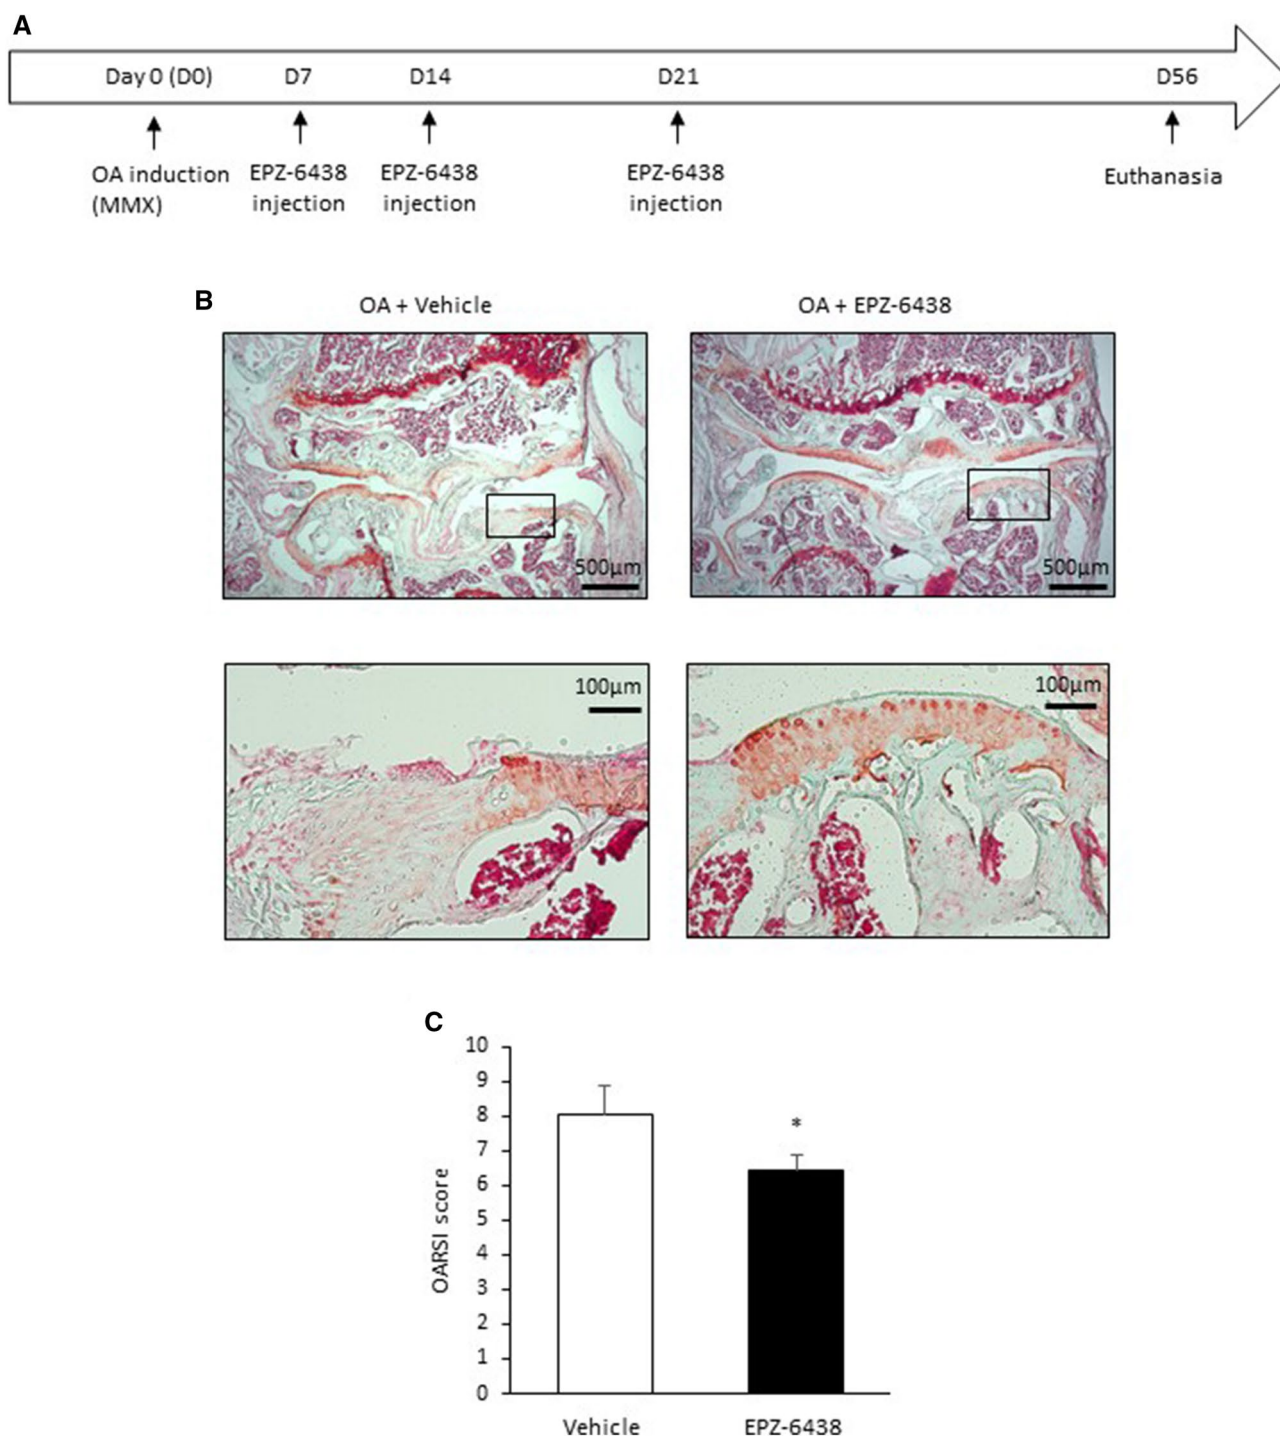 A
Day 0 (D0) D7 D14 D21 D56
OA induction
(MMX)
EPZ-6438
injection
EPZ-6438
injection
EPZ-6438
injection
Euthanasia
B
OA + Vehicle
OA + EPZ-6438
500µm
500µm
100µm
100µm
C
OARSI score
10
9
8
7
6
5
4
3
2
1
0
*
Vehicle
EPZ-6438